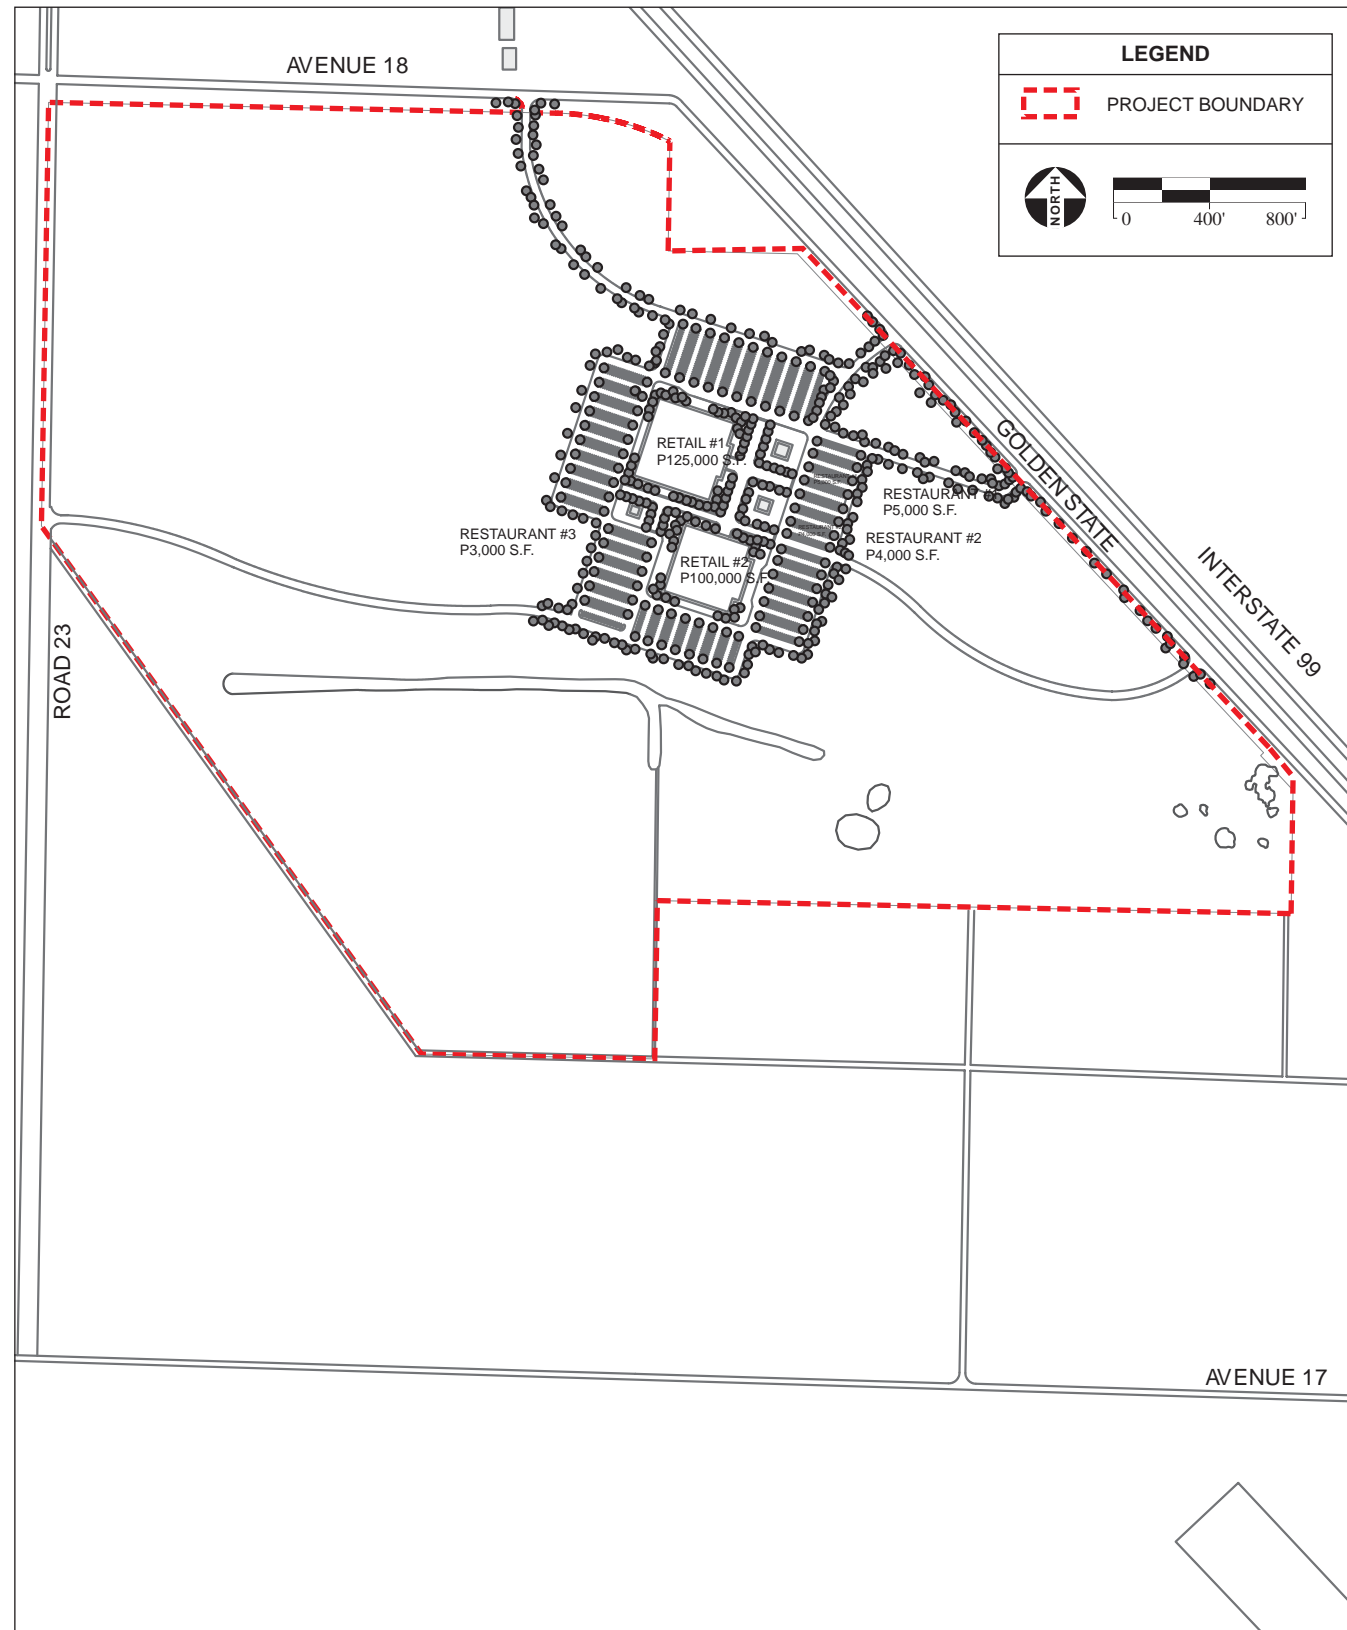 AVENUE 18
LEGEND
PROJECT BOUNDARY
NORTH
0 400' 800'
GOLDEN STATE
INTERSTATE 99
RETAIL #1
P125,000 S.F.
RESTAURANT
P5,000 S.F.
RESTAURANT #2
P4,000 S.F.
RESTAURANT #3
P3,000 S.F.
RETAIL #2
P100,000 S.F.
ROAD 23
AVENUE 17